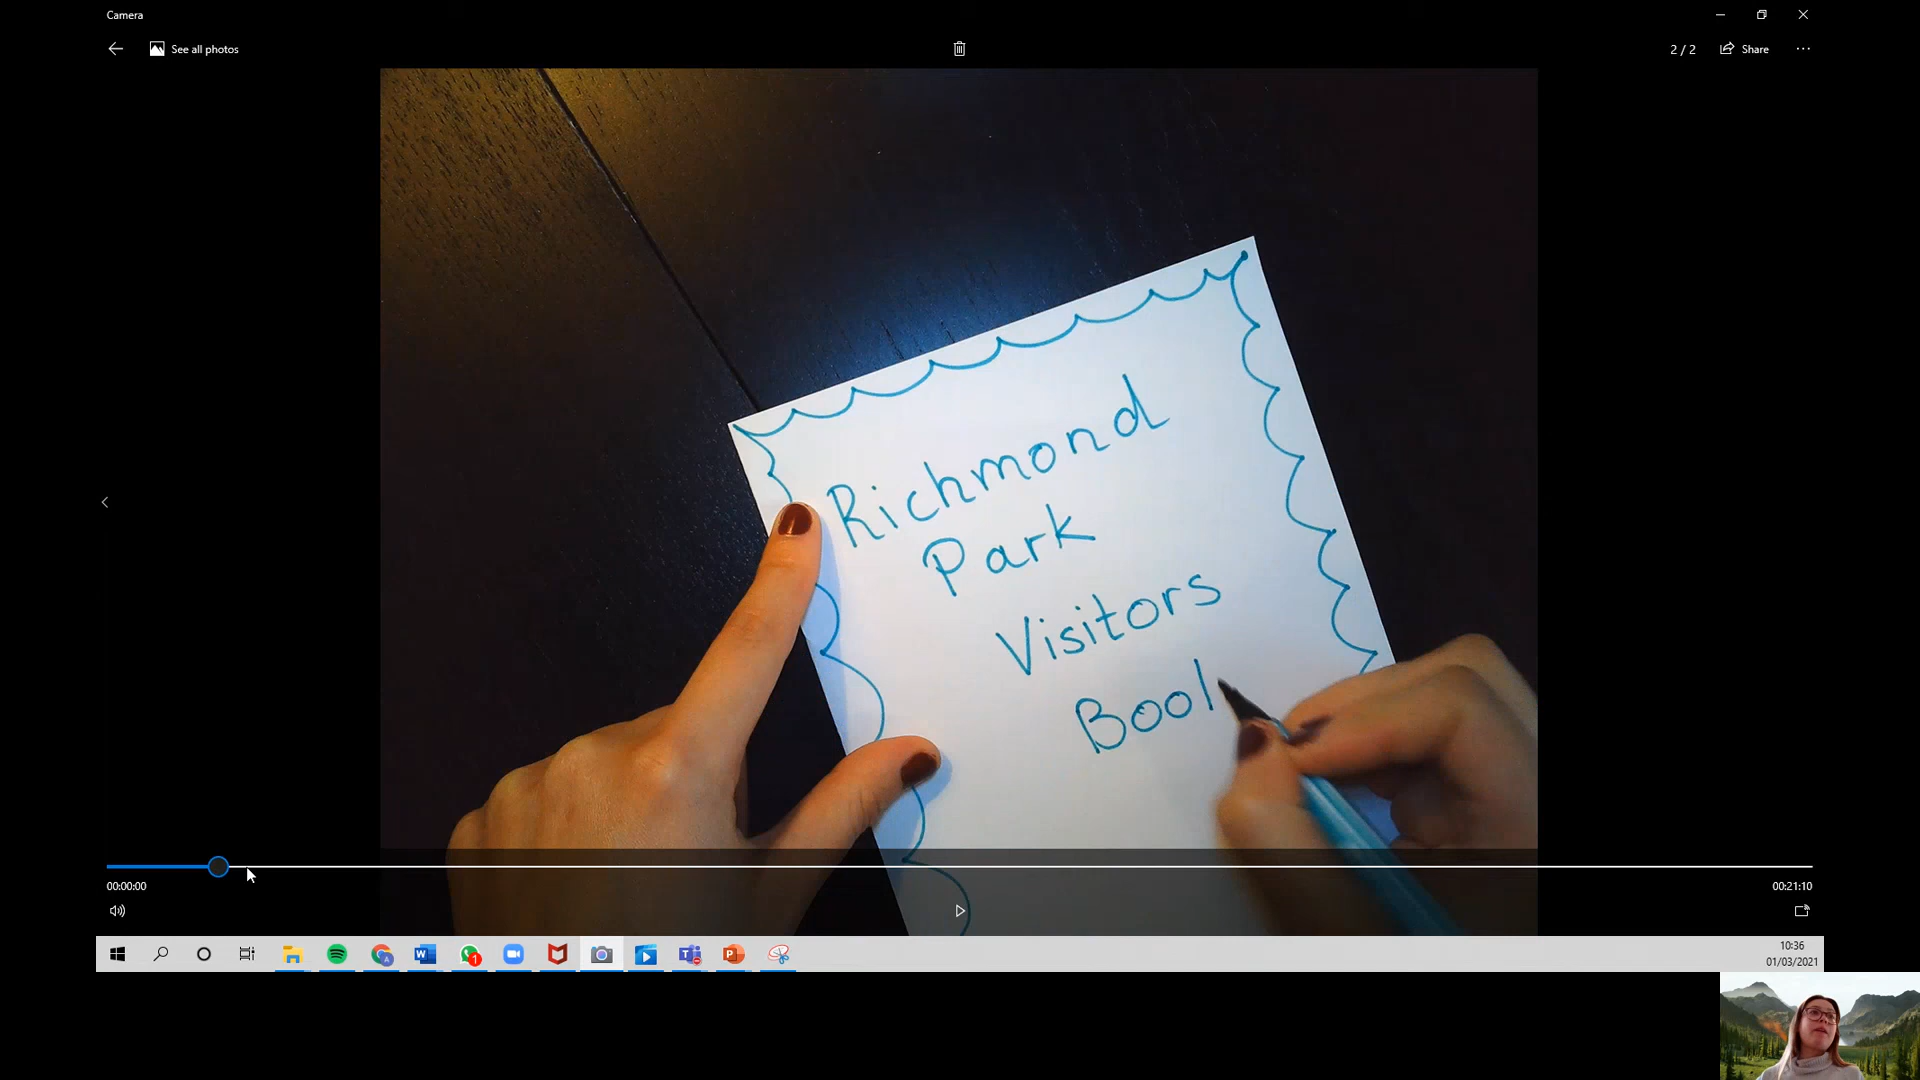 Camera
See all photos
2 / 2
Share
Richmond
Park
Visitors
Bool
00:00:00
00:21:10
10:36
01/03/2021